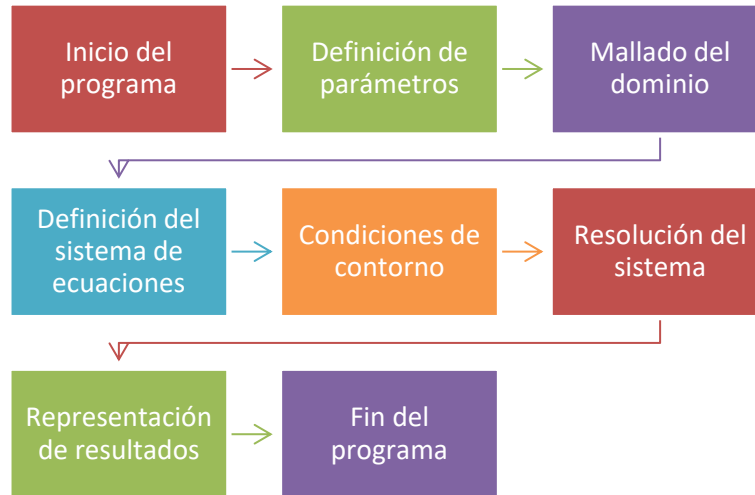 Inicio del
programa
Definición de
parámetros
Mallado del
dominio
Definición del
sistema de
ecuaciones
Condiciones de
contorno
Resolución del
sistema
Representación
de resultados
Fin del
programa